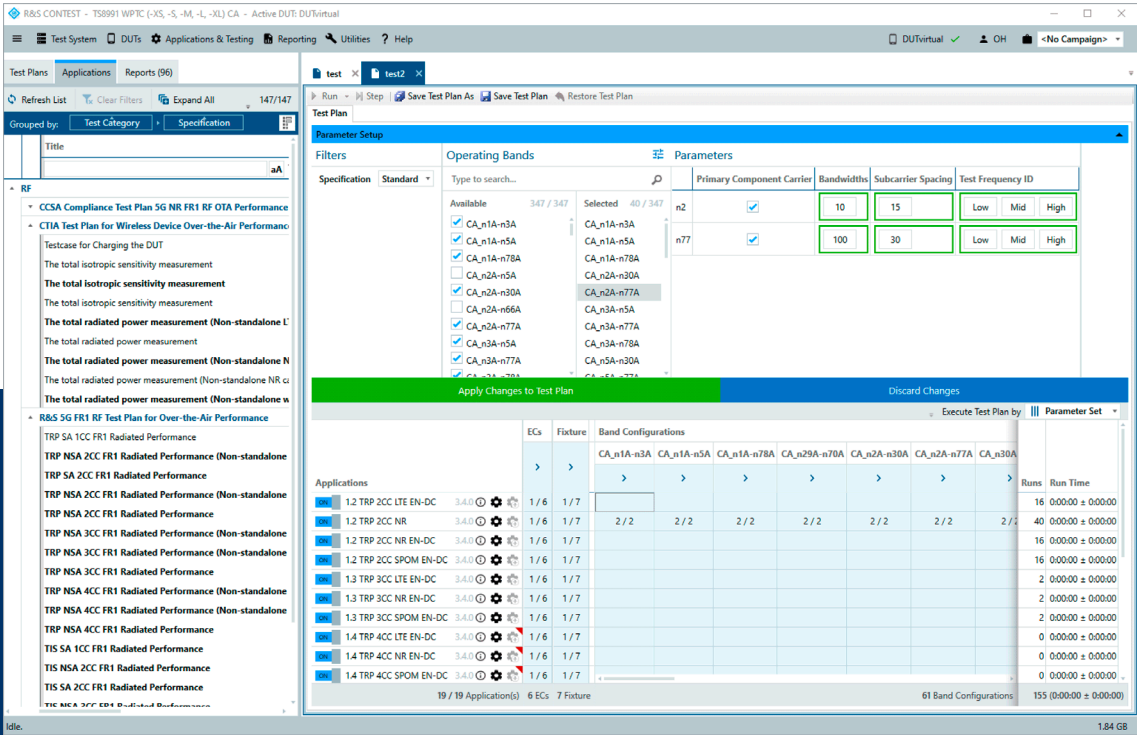 R&S CONTEST - TS8991 WPTC (-XS, -S, -M, -L, -XL) CA - Active DUT: DUTvirtual
Test System DUTs Applications & Testing Reporting Utilities ? Help DUTvirtual OH <No Campaign>
Test Plans Applications Reports (96)
Refresh List Clear Filters Expand All 147/147
Grouped by: Test Category Specification
Title
aA
RF
CCSA Compliance Test Plan 5G NR FR1 RF OTA Performance
CTIA Test Plan for Wireless Device Over-the-Air Performance
Testcase for Charging the DUT
The total isotropic sensitivity measurement
The total isotropic sensitivity measurement
The total isotropic sensitivity measurement
The total radiated power measurement (Non-standalone L
The total radiated power measurement
The total radiated power measurement (Non-standalone N
The total radiated power measurement (Non-standalone NR ca
The total radiated power measurement (Non-standalone w
R&S 5G FR1 RF Test Plan for Over-the-Air Performance
TRP SA 1CC FR1 Radiated Performance
TRP NSA 2CC FR1 Radiated Performance (Non-standalone
TRP SA 2CC FR1 Radiated Performance
TRP NSA 2CC FR1 Radiated Performance (Non-standalone
TRP NSA 2CC FR1 Radiated Performance
TRP NSA 3CC FR1 Radiated Performance (Non-standalone
TRP NSA 3CC FR1 Radiated Performance (Non-standalone
TRP NSA 3CC FR1 Radiated Performance
TRP NSA 4CC FR1 Radiated Performance (Non-standalone
TRP NSA 4CC FR1 Radiated Performance (Non-standalone
TRP NSA 4CC FR1 Radiated Performance
TIS SA 1CC FR1 Radiated Performance
TIS NSA 2CC FR1 Radiated Performance
TIS SA 2CC FR1 Radiated Performance
TIS NSA 2CC FR1 Radiated Performance
test test2
Run Step Save Test Plan As Save Test Plan Restore Test Plan
Test Plan
Parameter Setup
Filters
Specification Standard
Operating Bands
Type to search...
Available 347 / 347
CA_n1A-n3A
CA_n1A-n5A
CA_n1A-n78A
CA_n2A-n5A
CA_n2A-n30A
CA_n2A-n66A
CA_n2A-n77A
CA_n3A-n5A
CA_n3A-n77A
CA_n3A-n78A
Selected 40 / 347
CA_n1A-n3A
CA_n1A-n5A
CA_n1A-n78A
CA_n2A-n30A
CA_n2A-n77A
CA_n3A-n5A
CA_n3A-n77A
CA_n3A-n78A
CA_n5A-n30A
CA_n5A-n77A
Parameters
Primary Component Carrier Bandwidths Subcarrier Spacing Test Frequency ID
n2 10 15 Low Mid High
n77 100 30 Low Mid High
Apply Changes to Test Plan Discard Changes
Execute Test Plan by Parameter Set
ECs Fixture Band Configurations
CA_n1A-n3A CA_n1A-n5A CA_n1A-n78A CA_n29A-n70A CA_n2A-n30A CA_n2A-n77A CA_n30A
Applications Runs Run Time
ON 1.2 TRP 2CC LTE EN-DC 3.4.0 1 / 6 1 / 7 16 0:00:00 ± 0:00:00
ON 1.2 TRP 2CC NR 3.4.0 1 / 6 1 / 7 2 / 2 2 / 2 2 / 2 2 / 2 2 / 2 2 / 2 2 / 2 40 0:00:00 ± 0:00:00
ON 1.2 TRP 2CC NR EN-DC 3.4.0 1 / 6 1 / 7 16 0:00:00 ± 0:00:00
ON 1.2 TRP 2CC SPOM EN-DC 3.4.0 1 / 6 1 / 7 16 0:00:00 ± 0:00:00
ON 1.3 TRP 3CC LTE EN-DC 3.4.0 1 / 6 1 / 7 2 0:00:00 ± 0:00:00
ON 1.3 TRP 3CC NR EN-DC 3.4.0 1 / 6 1 / 7 2 0:00:00 ± 0:00:00
ON 1.3 TRP 3CC SPOM EN-DC 3.4.0 1 / 6 1 / 7 2 0:00:00 ± 0:00:00
ON 1.4 TRP 4CC LTE EN-DC 3.4.0 1 / 6 1 / 7 0 0:00:00 ± 0:00:00
ON 1.4 TRP 4CC NR EN-DC 3.4.0 1 / 6 1 / 7 0 0:00:00 ± 0:00:00
ON 1.4 TRP 4CC SPOM EN-DC 3.4.0 1 / 6 1 / 7 0 0:00:00 ± 0:00:00
19 / 19 Application(s) 6 ECs 7 Fixture 61 Band Configurations 155 (0:00:00 ± 0:00:00)
Idle. 1.84 GB